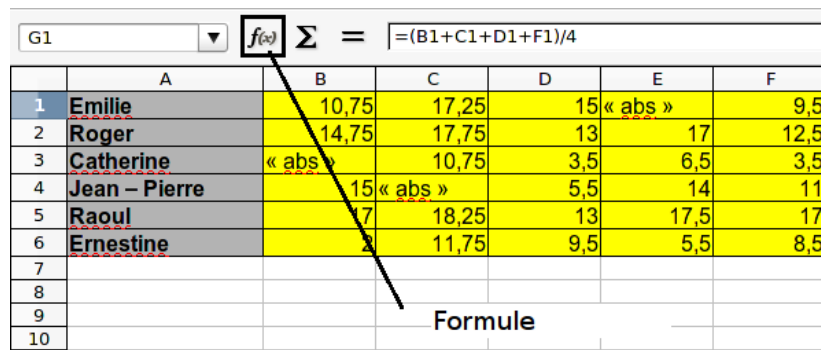 G1 f(x) Σ = =(B1+C1+D1+F1)/4
A B C D E F
1 Emilie 10,75 17,25 15 « abs » 9,5
2 Roger 14,75 17,75 13 17 12,5
3 Catherine « abs » 10,75 3,5 6,5 3,5
4 Jean – Pierre 15 « abs » 5,5 14 11
5 Raoul 17 18,25 13 17,5 17
6 Ernestine 2 11,75 9,5 5,5 8,5
7
8
9
10
Formule